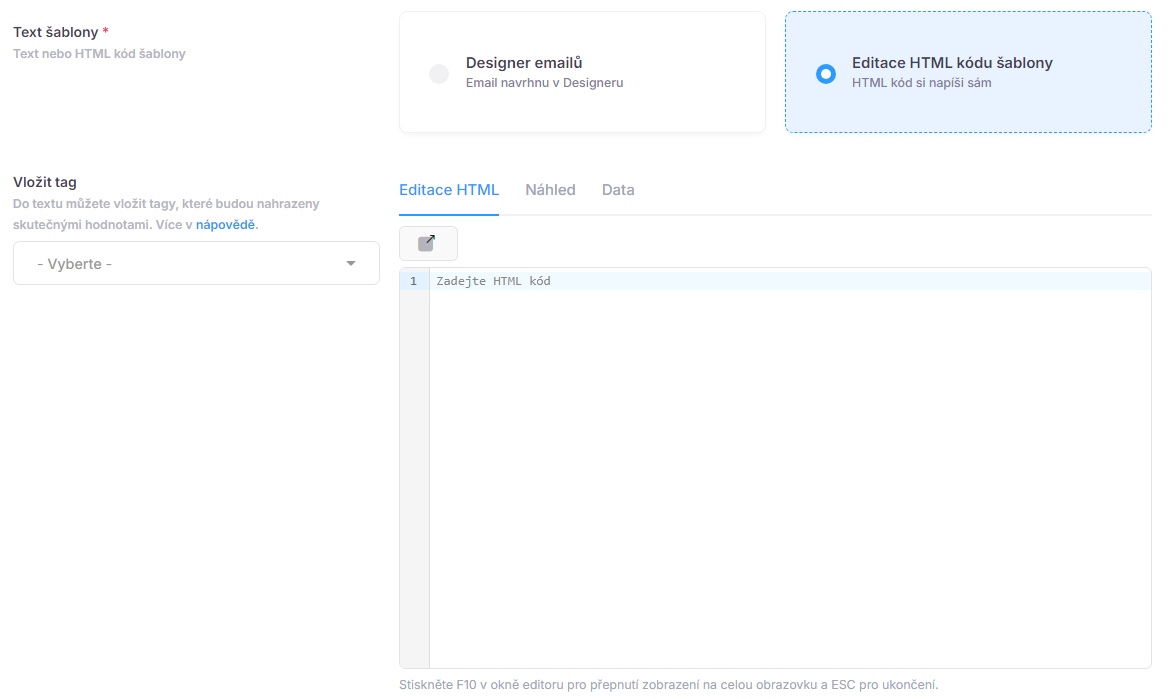 Text šablony *
Text nebo HTML kód šablony
Designer emailů
Email navrhnu v Designeru
Editace HTML kódu šablony
HTML kód si napíši sám
Vložit tag
Do textu můžete vložit tagy, které budou nahrazeny
skutečnými hodnotami. Více v nápovědě.
- Vyberte -
Editace HTML Náhled Data
1 Zadejte HTML kód
Stiskněte F10 v okně editoru pro přepnutí zobrazení na celou obrazovku a ESC pro ukončení.